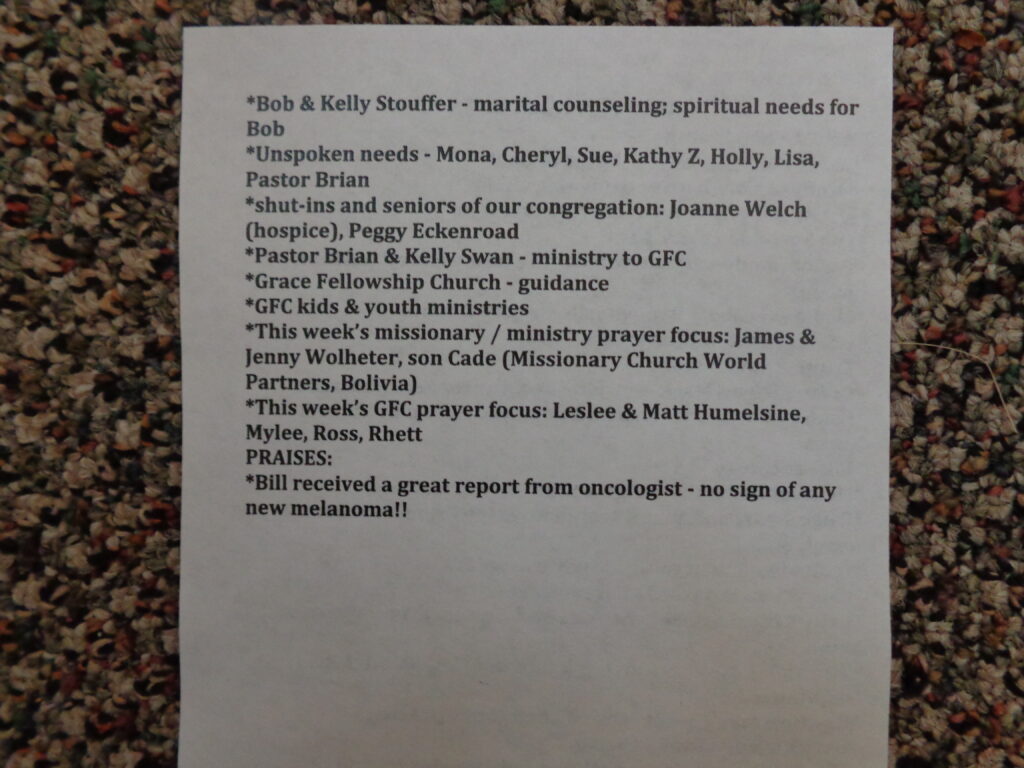 *Bob & Kelly Stouffer - marital counseling; spiritual needs for
Bob
*Unspoken needs - Mona, Cheryl, Sue, Kathy Z, Holly, Lisa,
Pastor Brian
*shut-ins and seniors of our congregation: Joanne Welch
(hospice), Peggy Eckenroad
*Pastor Brian & Kelly Swan - ministry to GFC
*Grace Fellowship Church - guidance
*GFC kids & youth ministries
*This week's missionary / ministry prayer focus: James &
Jenny Wolheter, son Cade (Missionary Church World
Partners, Bolivia)
*This week's GFC prayer focus: Leslee & Matt Humelsine,
Mylee, Ross, Rhett
PRAISES:
*Bill received a great report from oncologist - no sign of any
new melanoma!!